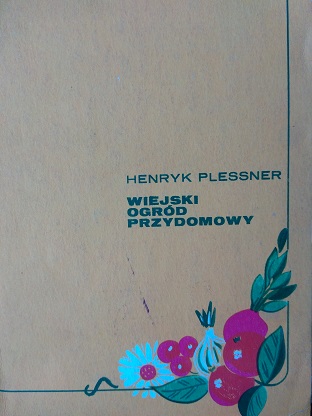 HENRYK PLESSNER
WIEJSKI
OGRÓD
PRZYDOMOWY